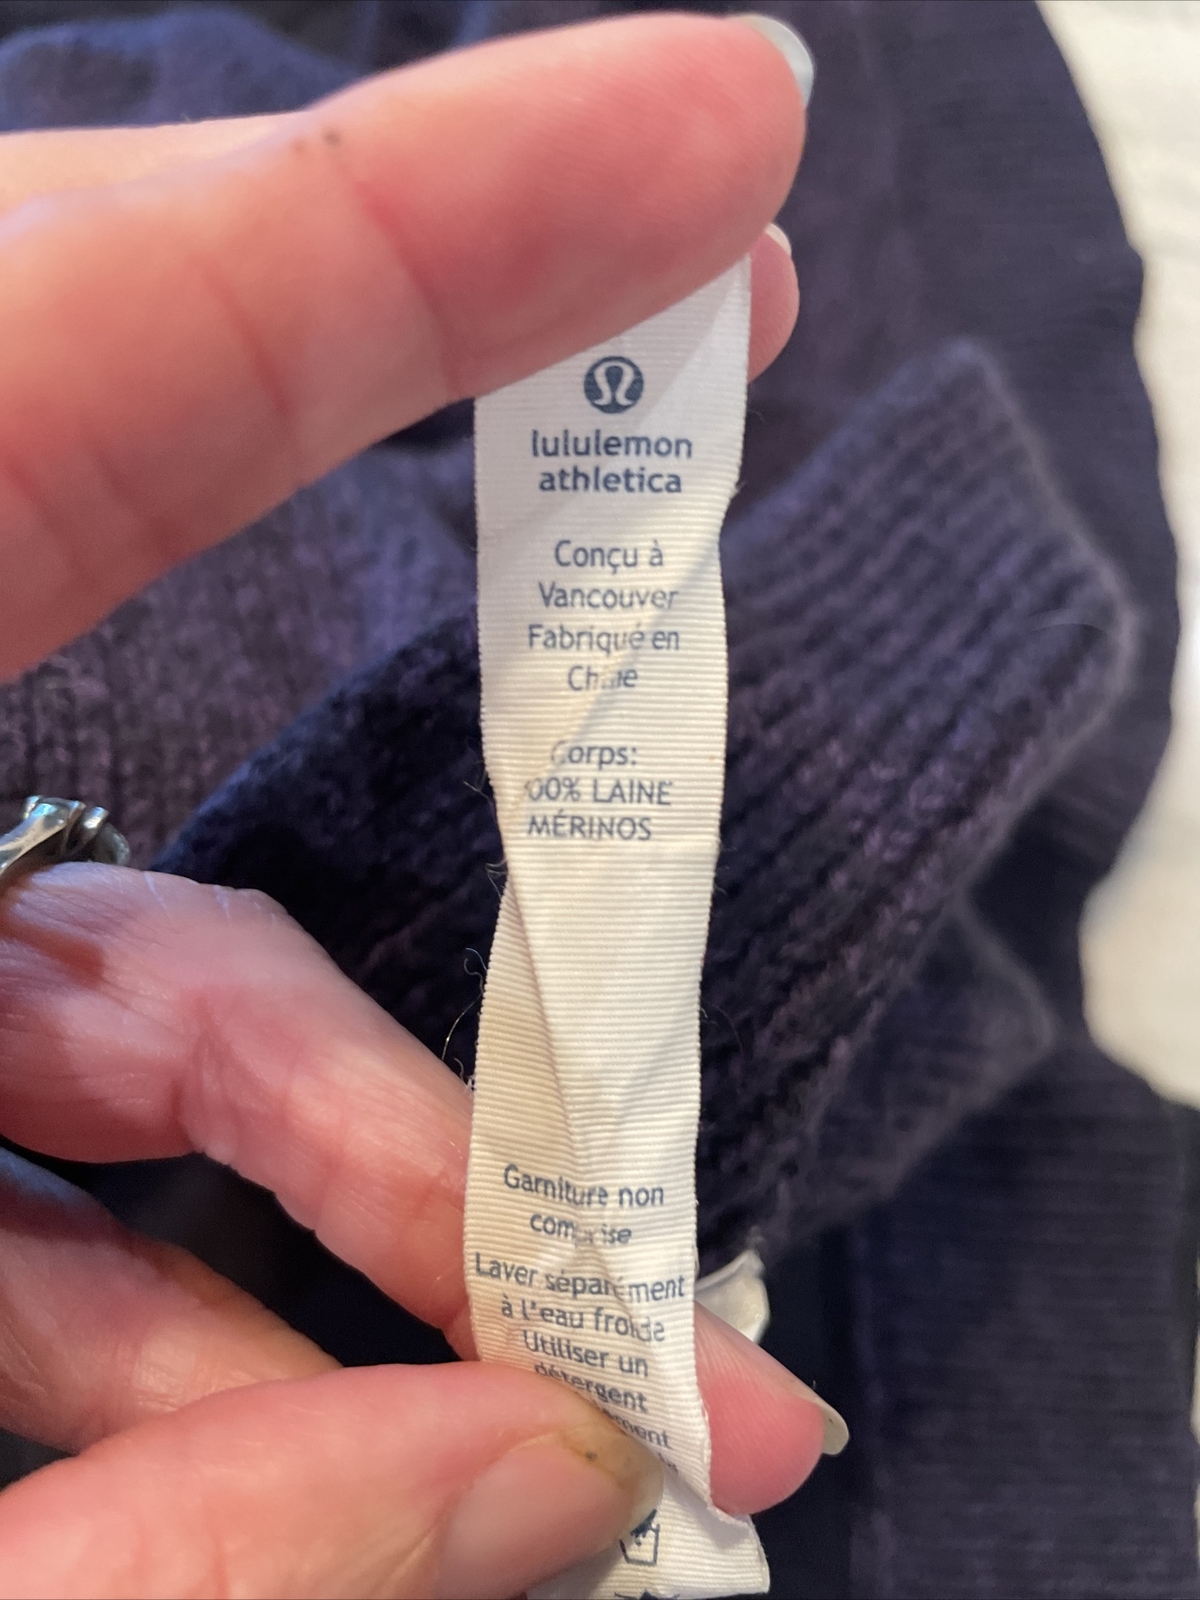 lululemon
athletica
Conçu à
Vancouver
Fabriqué en
Chine
Corps:
00% LAINE
MÉRINOS
Garniture non
comprise
Laver séparément
à l'eau froide
Utiliser un
détergent